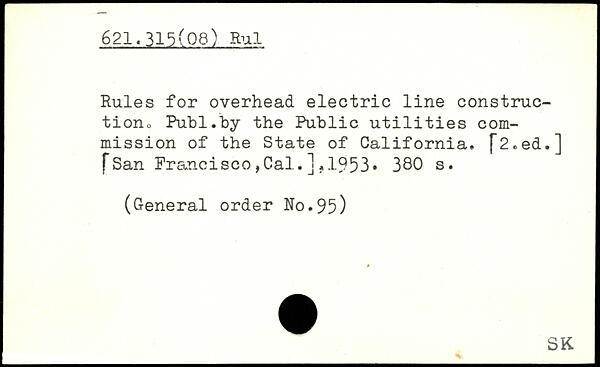 621.315(08) Rul
Rules for overhead electric line construc-
tion. Publ.by the Public utilities com-
mission of the State of California. [2.ed.]
[San Francisco,Cal.],1953. 380 s.
(General order No.95)
SK